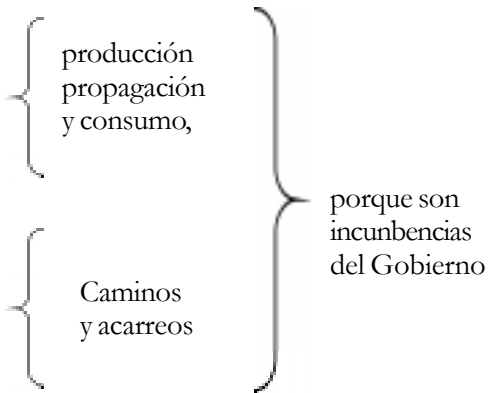 producción
propagación
y consumo,
porque son
incunbencias
del Gobierno
Caminos
y acarreos